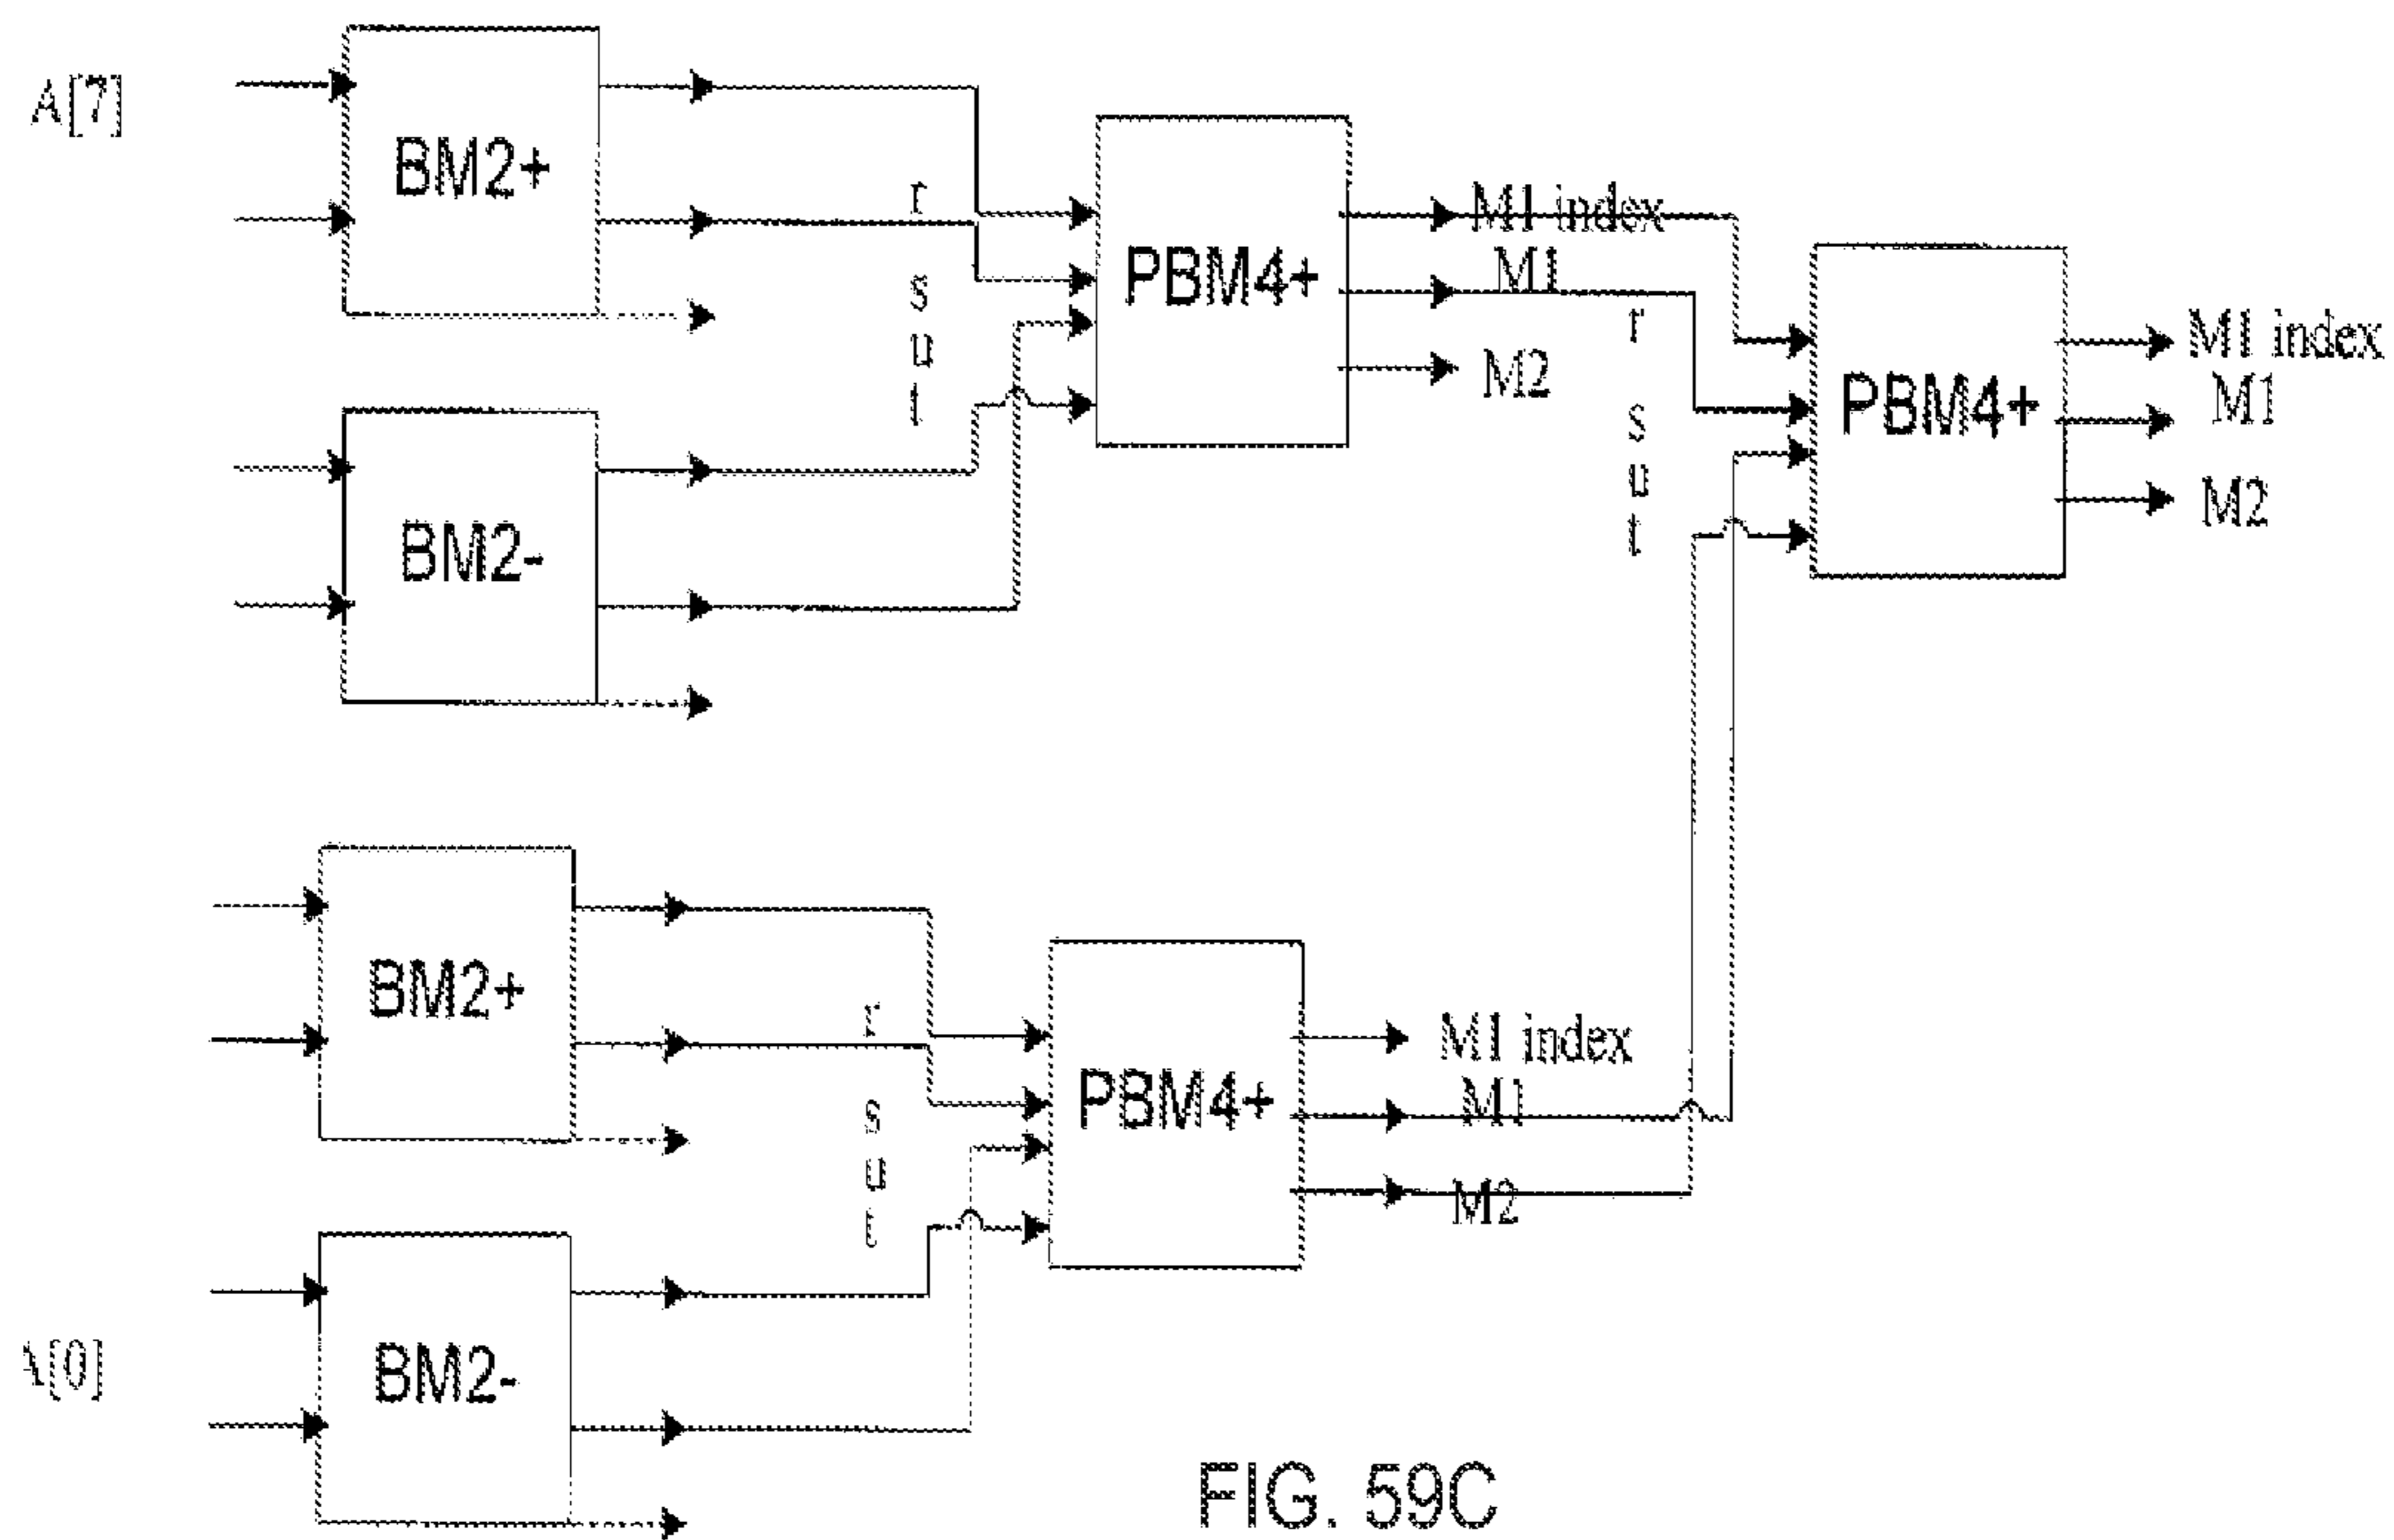 A[7]
BM2+
BM2-
r
s
u
t
PBM4+
M1 index
M1
M2
r
s
u
t
PBM4+
M1 index
M1
M2
BM2+
BM2-
A[0]
r
s
u
t
PBM4+
M1 index
M1
M2
FIG. 59C